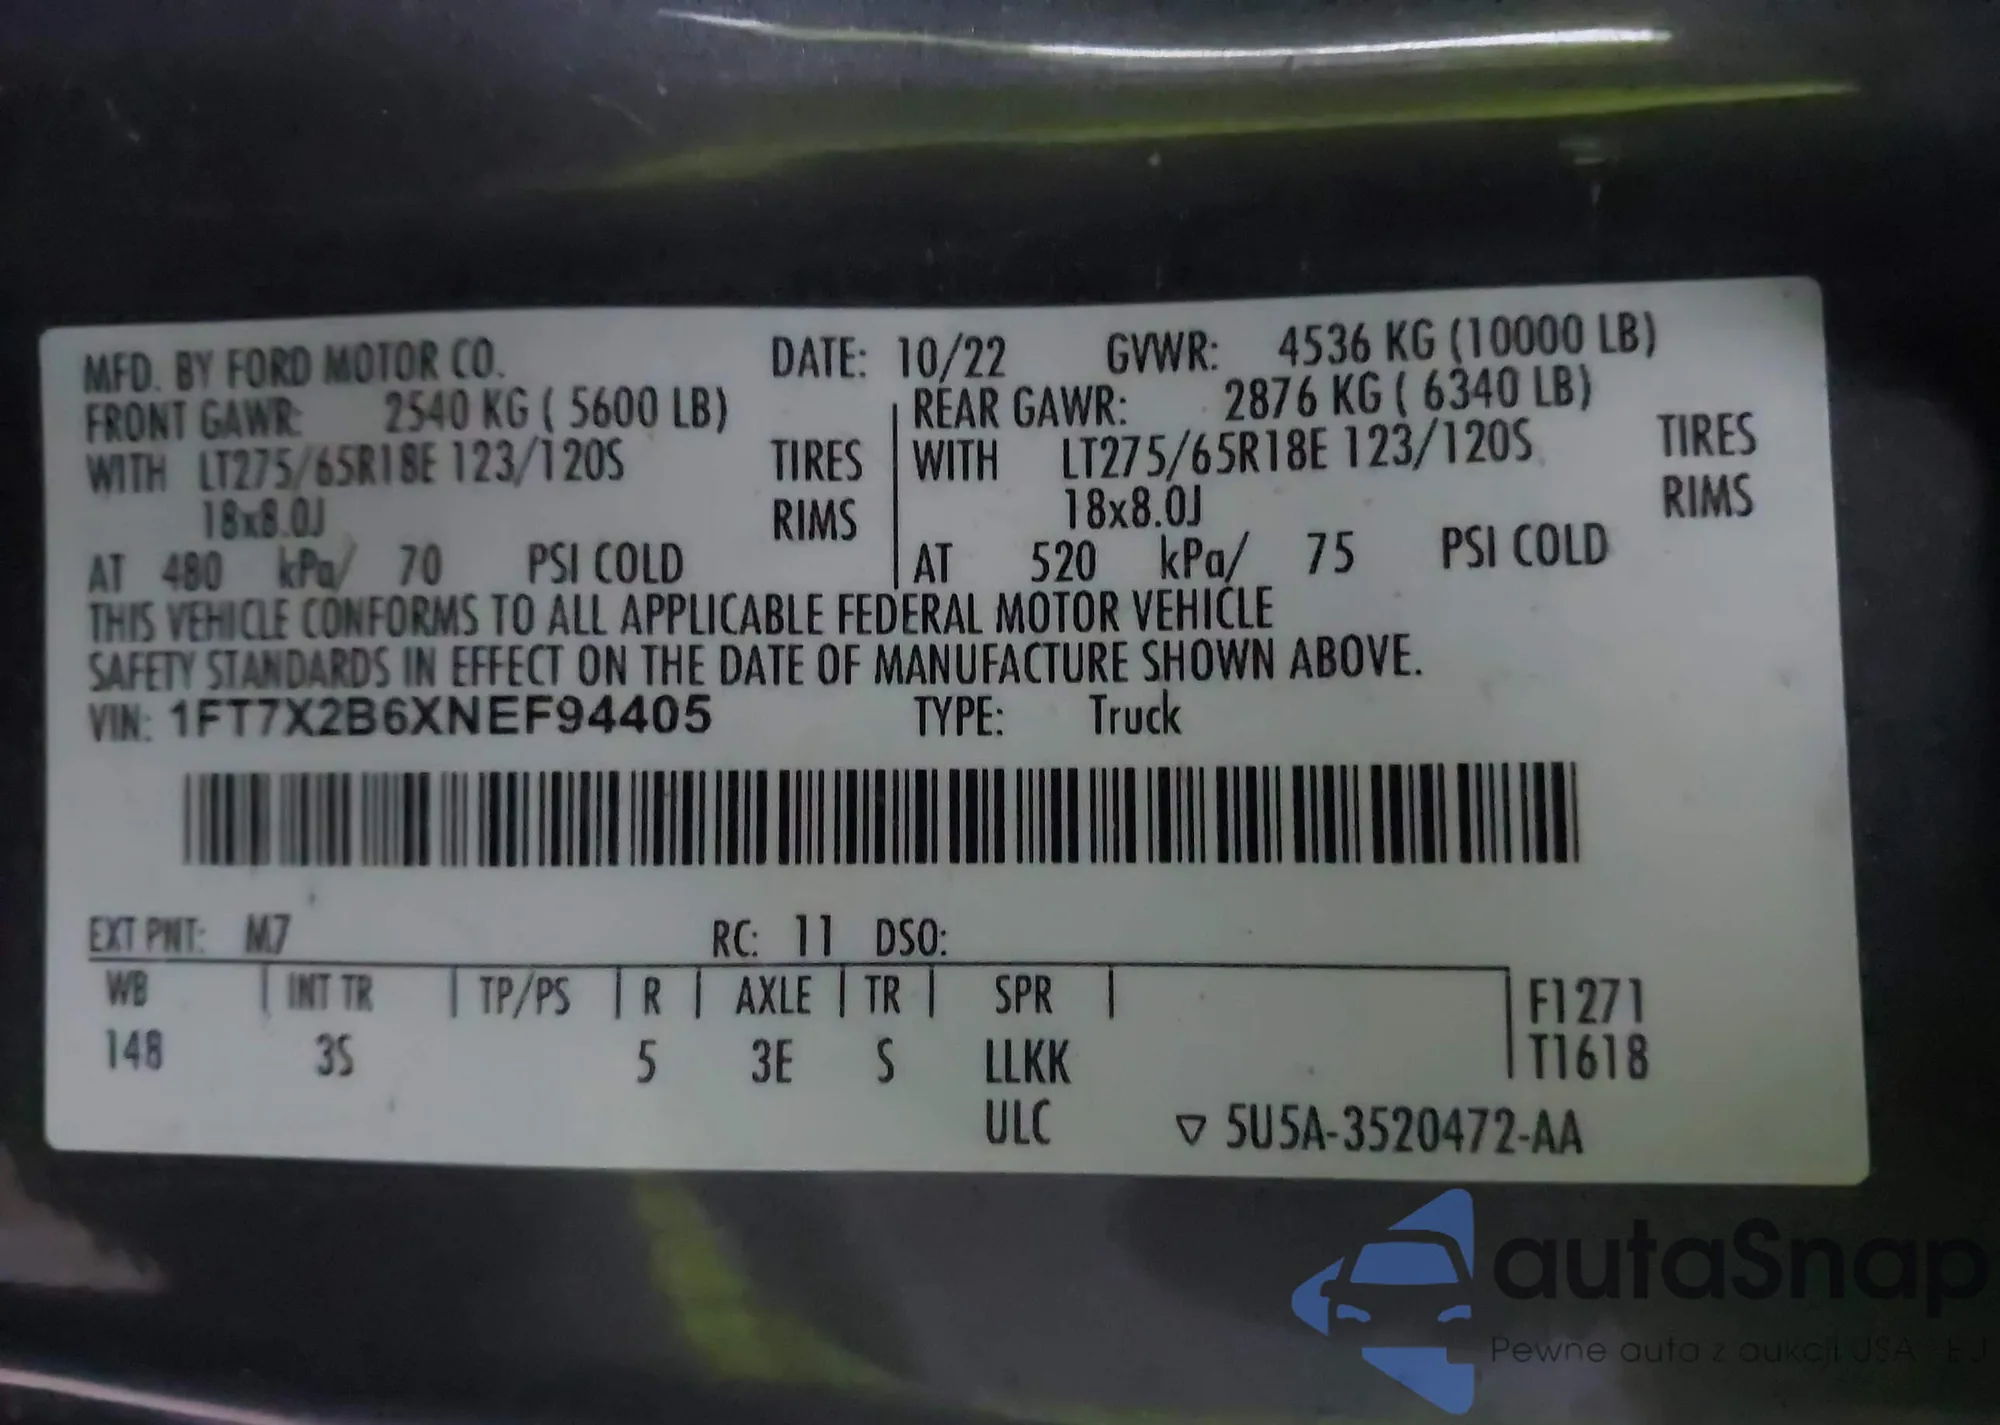 MFD. BY FORD MOTOR CO. DATE: 10/22 GVWR: 4536 KG (10000 LB)
FRONT GAWR: 2540 KG ( 5600 LB) REAR GAWR: 2876 KG ( 6340 LB)
WITH LT275/65R18E 123/120S TIRES WITH LT275/65R18E 123/120S TIRES
18x8.0J RIMS 18x8.0J RIMS
AT 480 kPa/ 70 PSI COLD AT 520 kPa/ 75 PSI COLD
THIS VEHICLE CONFORMS TO ALL APPLICABLE FEDERAL MOTOR VEHICLE
SAFETY STANDARDS IN EFFECT ON THE DATE OF MANUFACTURE SHOWN ABOVE.
VIN: 1FT7X2B6XNEF94405 TYPE: Truck
EXT PNT: M7 RC: 11 DSO:
WB INT TR TP/PS R AXLE TR SPR F1271
148 3S 5 3E S LLKK T1618
ULC ▽ 5U5A-3520472-AA
autaSnap
Pewne auta z aukcji USA i EU